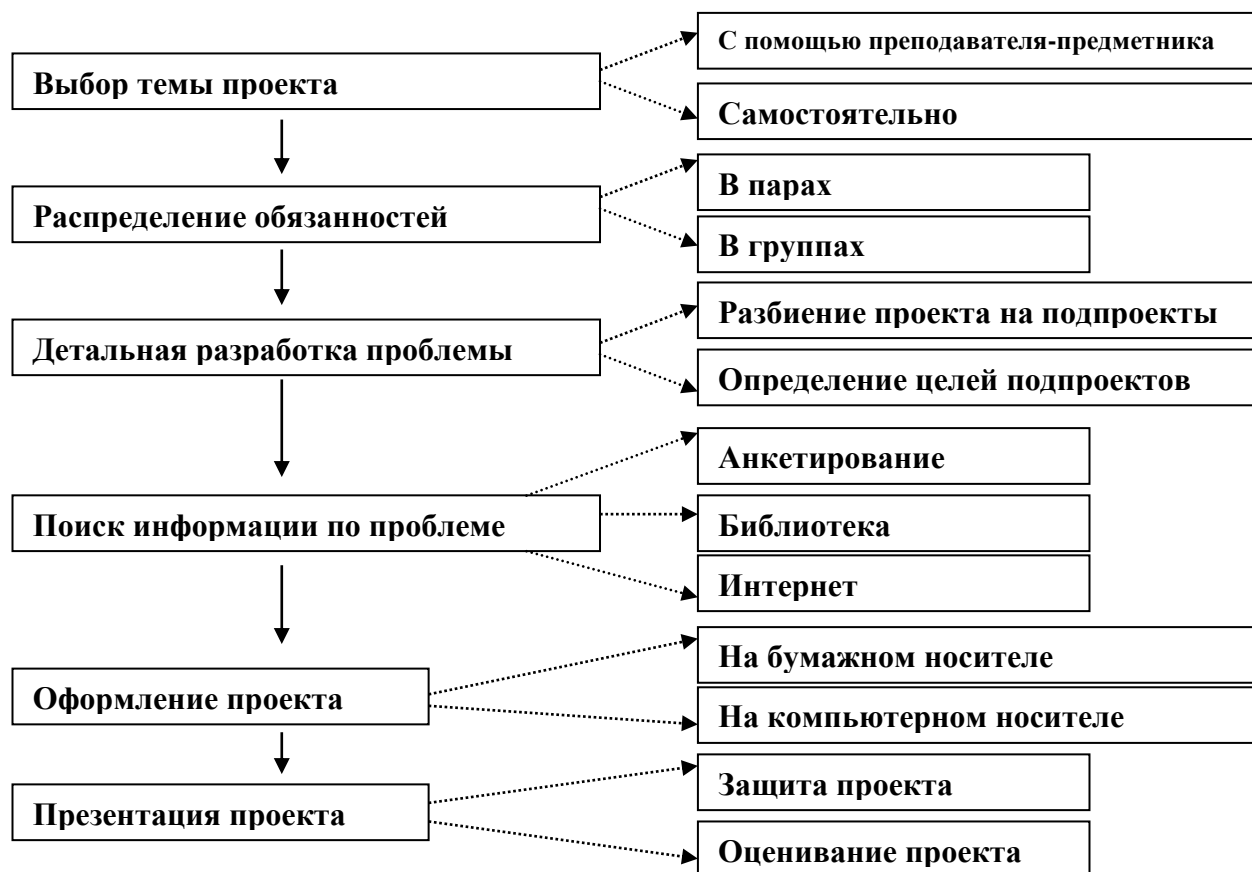 Выбор темы проекта
С помощью преподавателя-предметника
Самостоятельно
Распределение обязанностей
В парах
В группах
Детальная разработка проблемы
Разбиение проекта на подпроекты
Определение целей подпроектов
Поиск информации по проблеме
Анкетирование
Библиотека
Интернет
Оформление проекта
На бумажном носителе
На компьютерном носителе
Презентация проекта
Защита проекта
Оценивание проекта